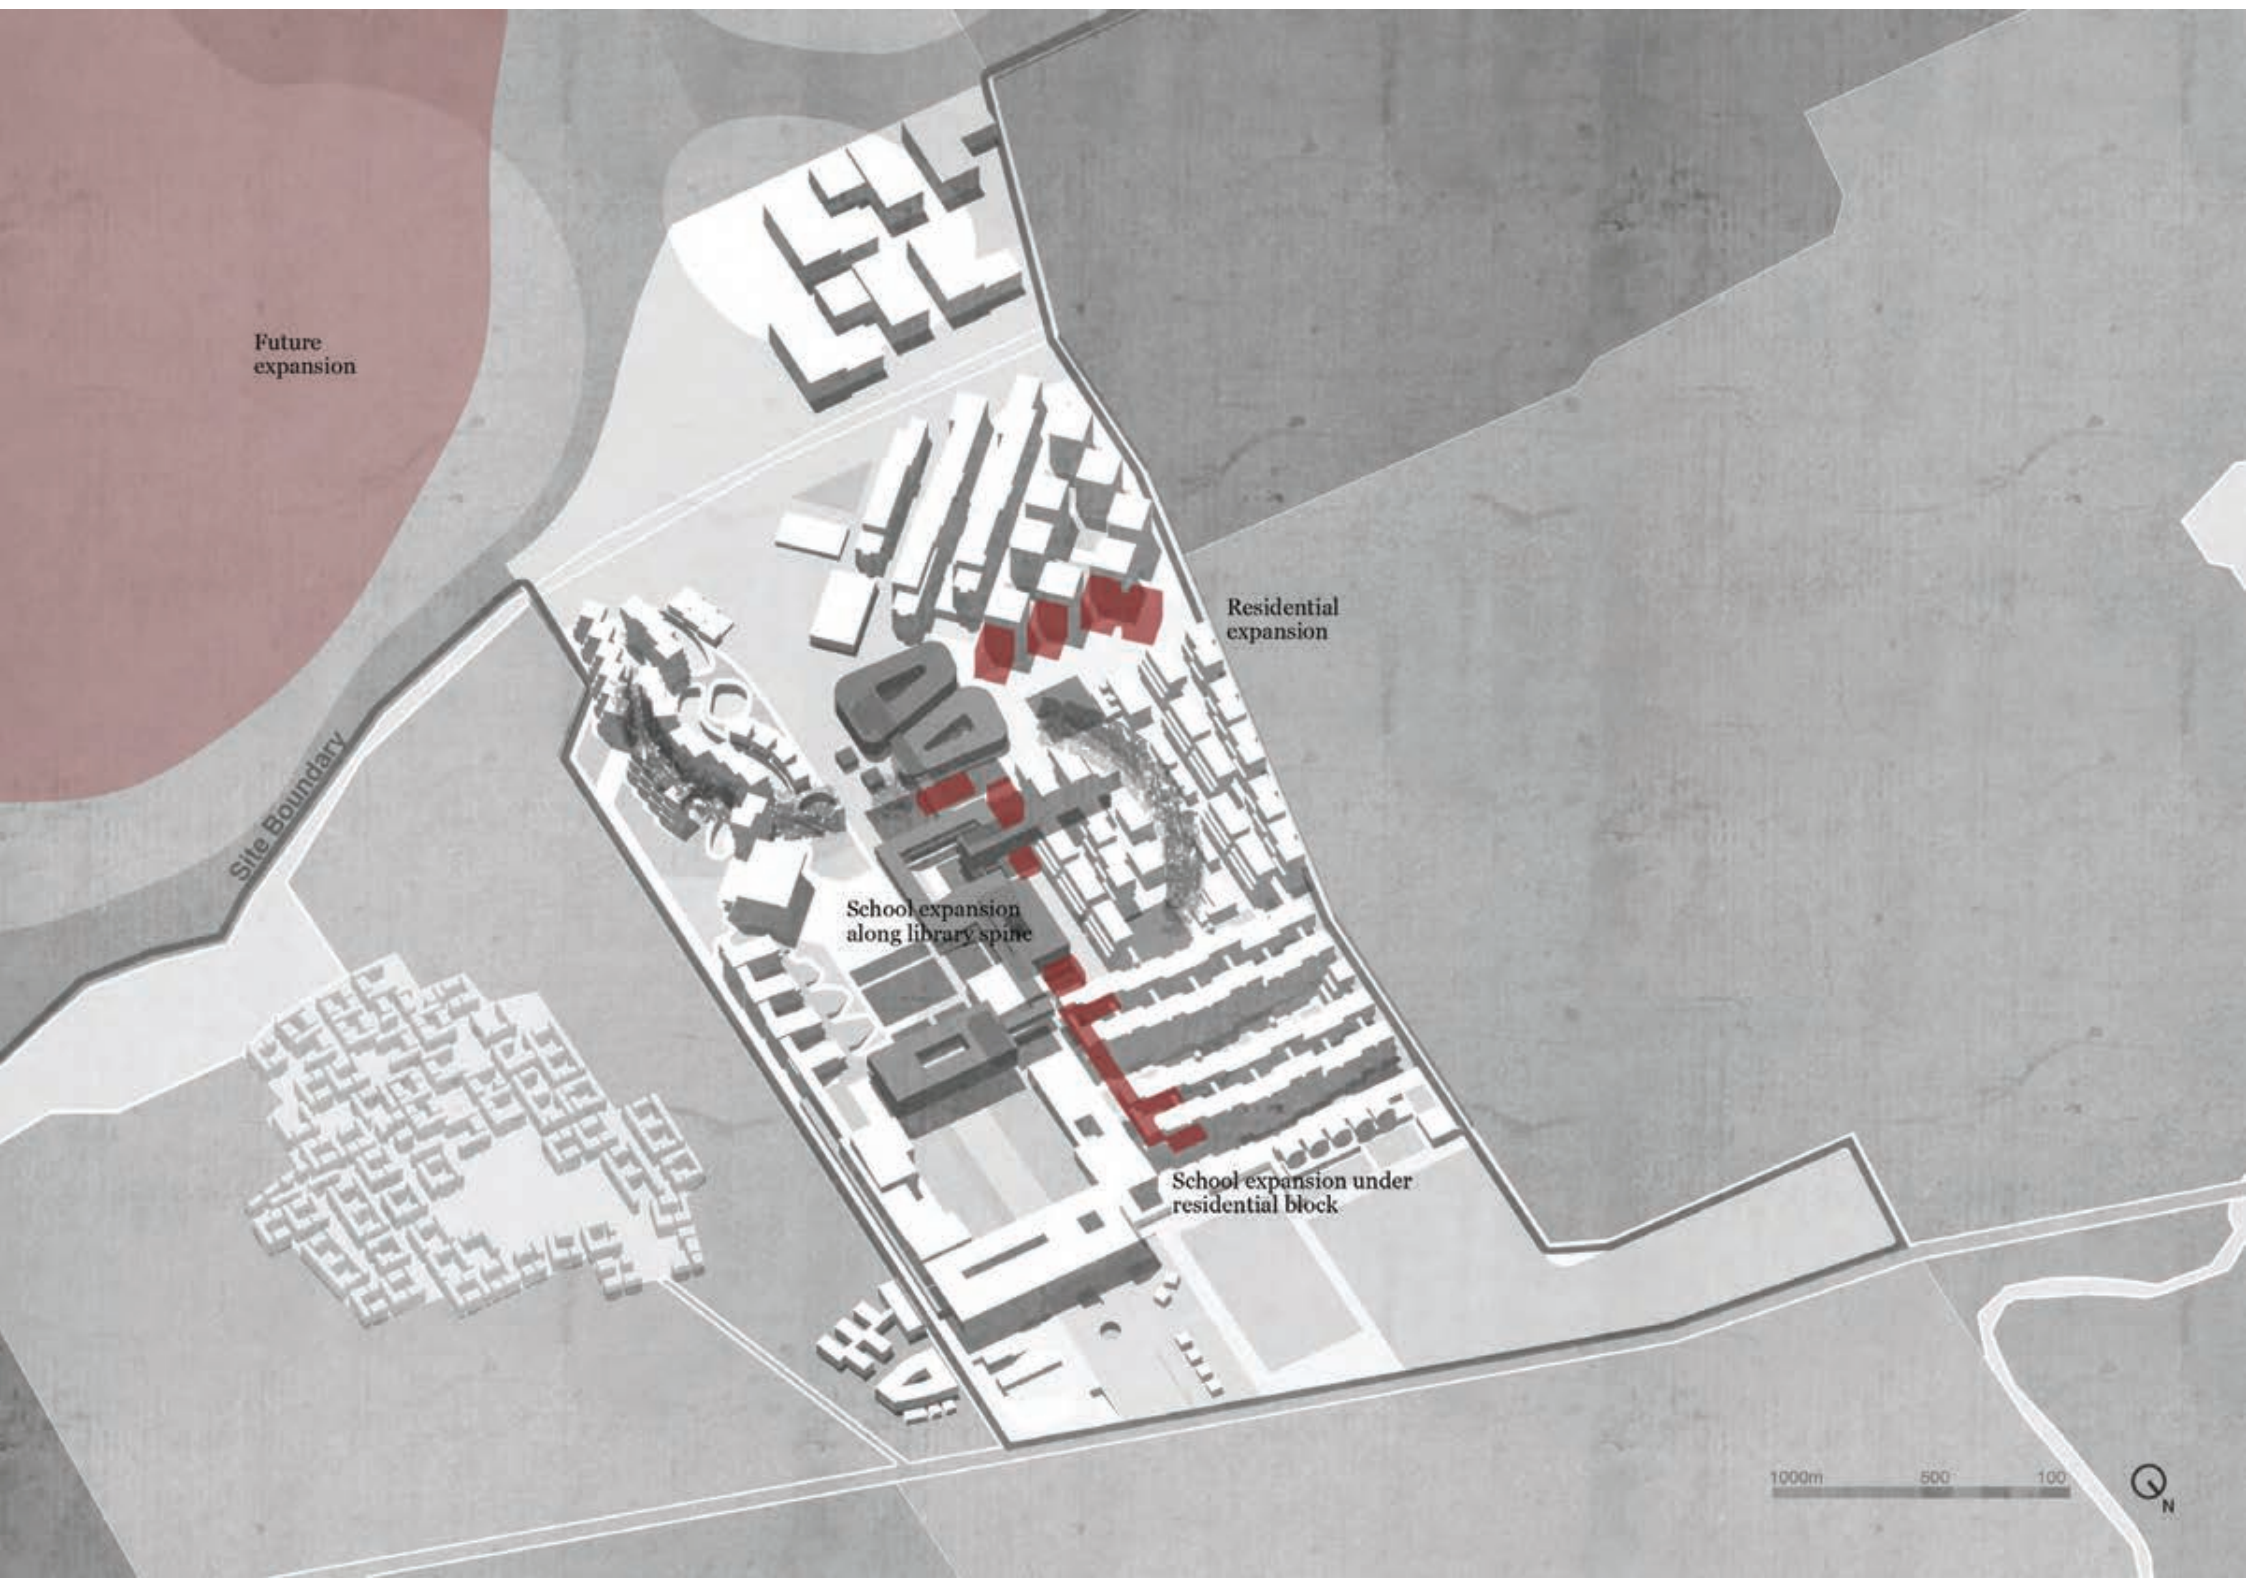 Future
expansion
Residential
expansion
Site Boundary
School expansion
along library spine
School expansion under
residential block
1000m 500 100
N